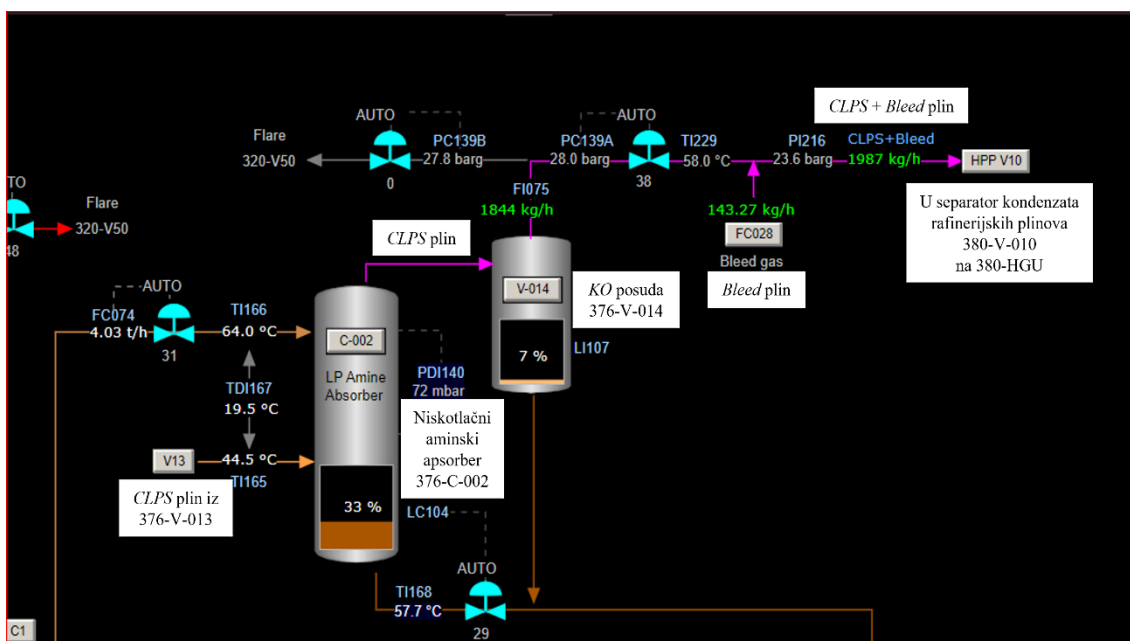 CLPS + Bleed plin
AUTO
AUTO
Flare
320-V50
PC139B
27.8 barg
0
PC139A
28.0 barg
38
TI229
58.0 °C
PI216
23.6 barg
CLPS+Bleed
1987 kg/h
HPP V10
TO
Flare
320-V50
48
FI075
1844 kg/h
143.27 kg/h
FC028
Bleed gas
Bleed plin
U separator kondenzata
rafinerijskih plinova
380-V-010
na 380-HGU
CLPS plin
V-014
KO posuda
376-V-014
7 %
LI107
AUTO
FC074
4.03 t/h
31
TI166
64.0 °C
C-002
LP Amine
Absorber
PDI140
72 mbar
TDI167
19.5 °C
Niskotlačni
aminski
apsorber
376-C-002
V13
44.5 °C
TI165
CLPS plin iz
376-V-013
33 %
LC104
AUTO
TI168
57.7 °C
29
C1